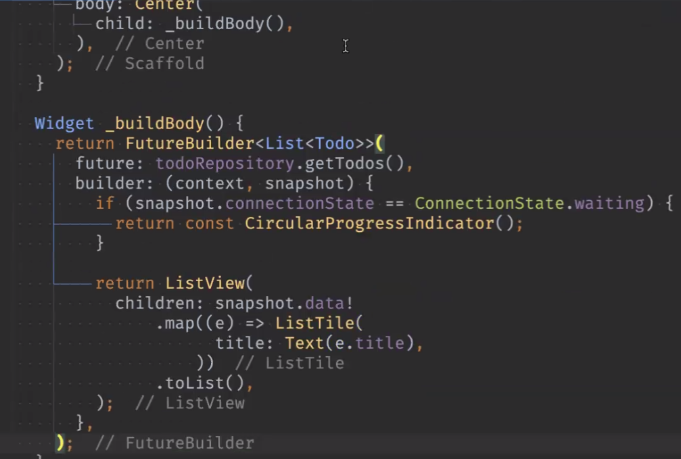 body: Center(
child: _buildBody(),
), // Center
); // Scaffold
}
Widget _buildBody() {
return FutureBuilder<List<Todo>>(
future: todoRepository.getTodos(),
builder: (context, snapshot) {
if (snapshot.connectionState == ConnectionState.waiting) {
return const CircularProgressIndicator();
}
return ListView(
children: snapshot.data!
.map((e) => ListTile(
title: Text(e.title),
)) // ListTile
.toList(),
); // ListView
},
); // FutureBuilder
}